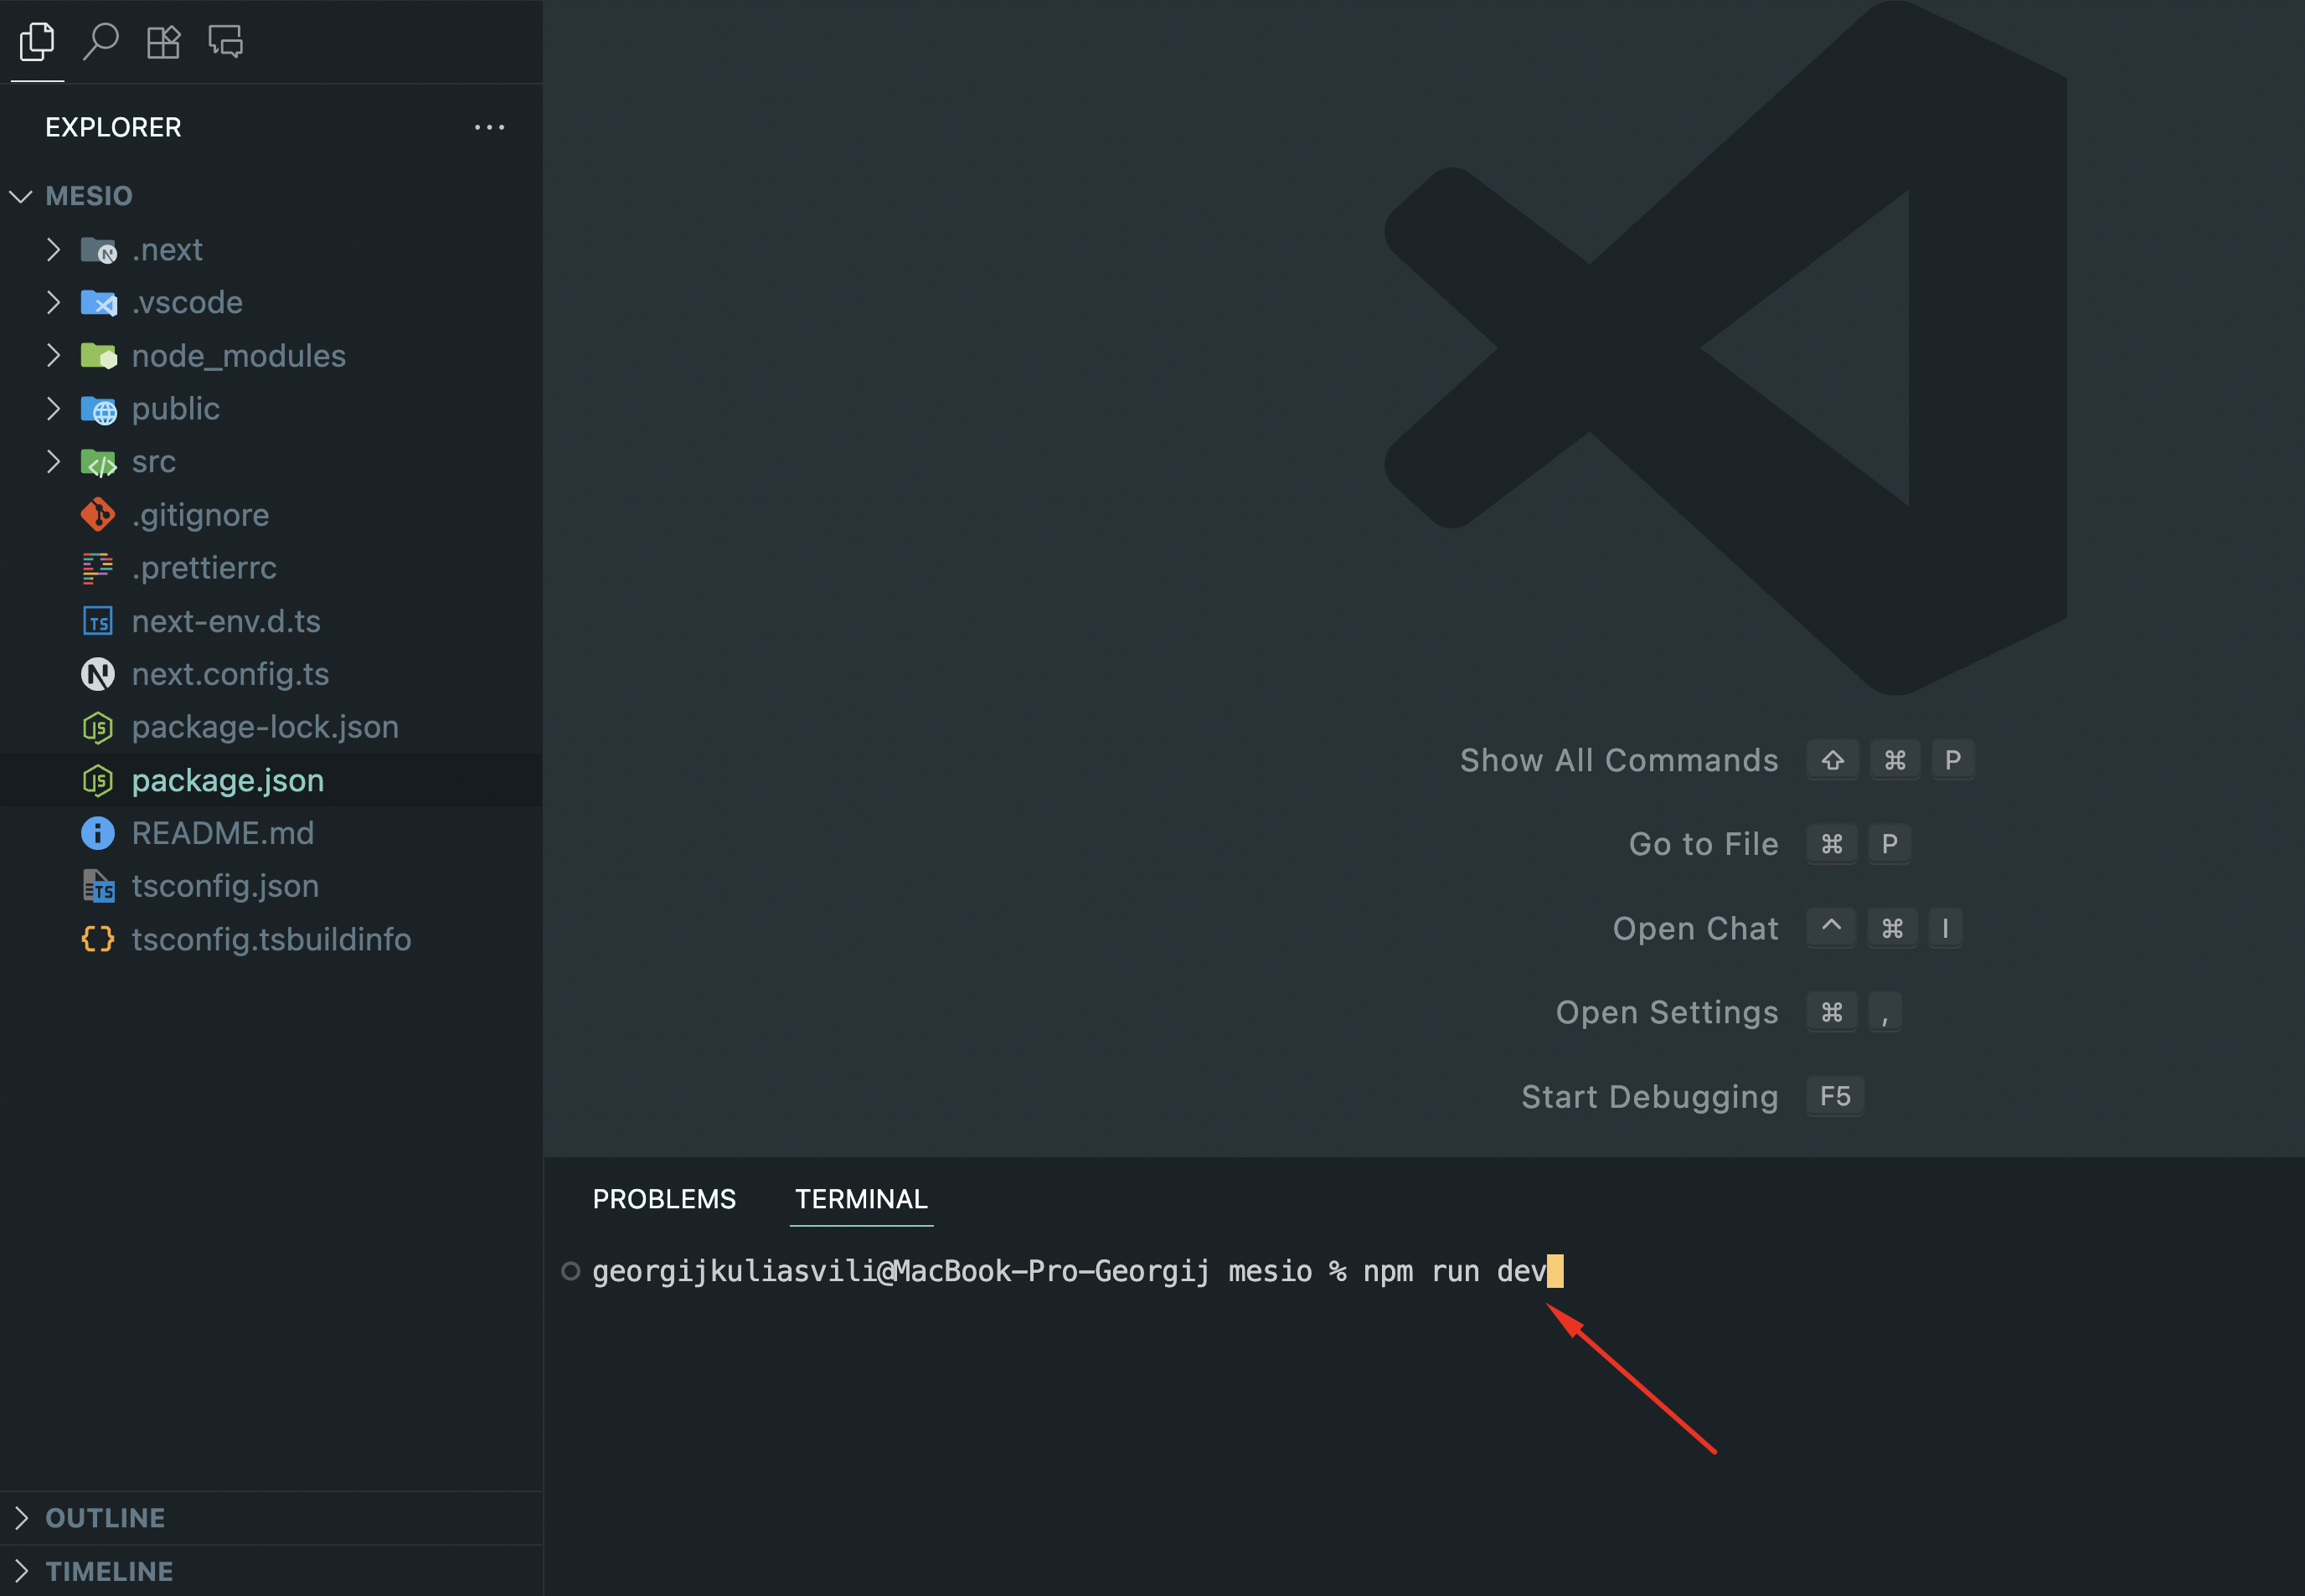 EXPLORER
MESIO
.next
.vscode
node_modules
public
src
.gitignore
.prettierrc
next-env.d.ts
next.config.ts
package-lock.json
package.json
README.md
tsconfig.json
tsconfig.tsbuildinfo
OUTLINE
TIMELINE
Show All Commands ⇧ ⌘ P
Go to File ⌘ P
Open Chat ^ ⌘ I
Open Settings ⌘ ,
Start Debugging F5
PROBLEMS TERMINAL
georgijkuliasvili@MacBook-Pro-Georgij mesio % npm run dev